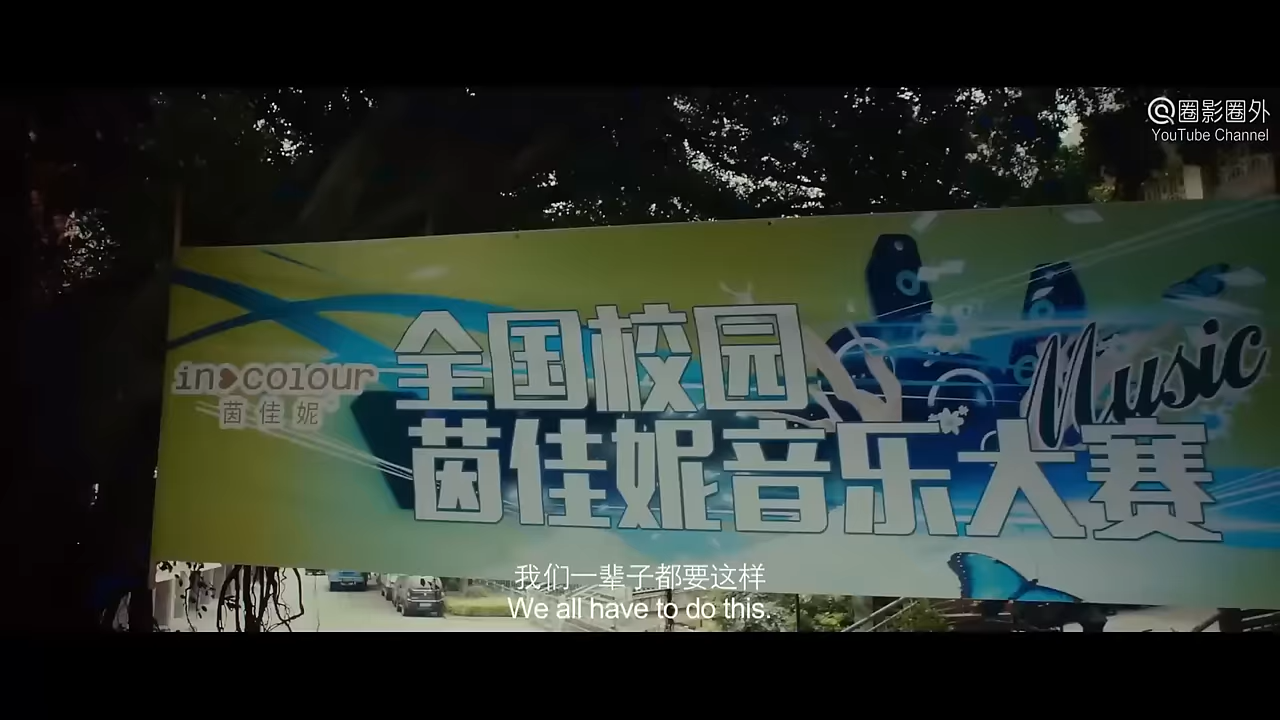 圈影圈外
YouTube Channel
in♥colour
茵佳妮
全国校园
茵佳妮音乐大赛
Music
我们一辈子都要这样
We all have to do this.